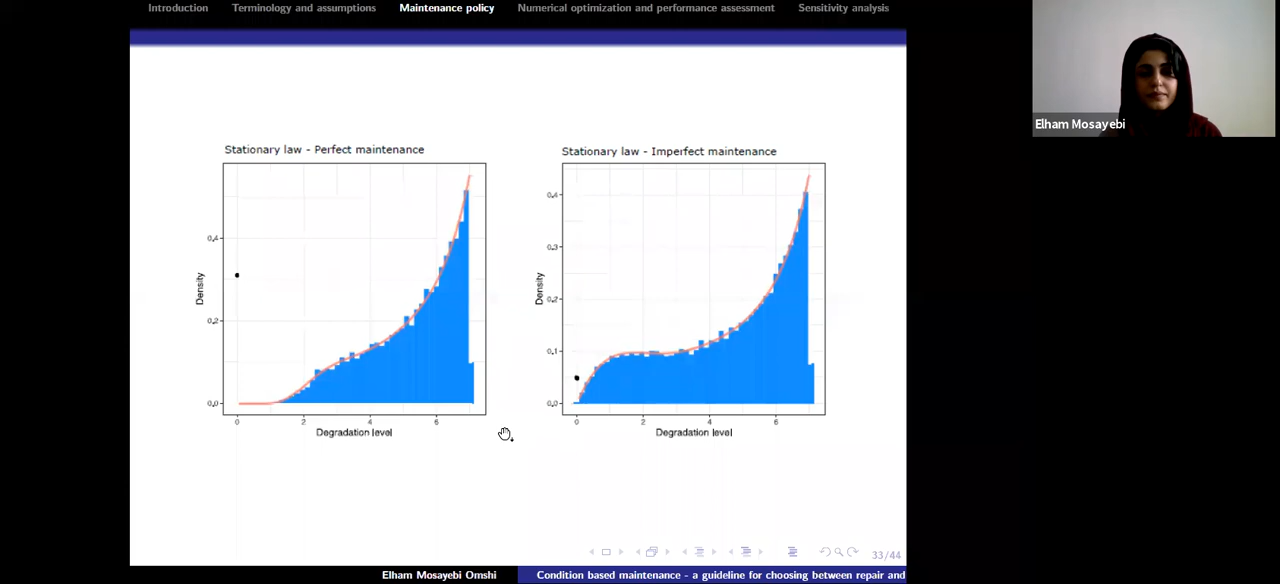 Introduction Terminology and assumptions Maintenance policy Numerical optimization and performance assessment Sensitivity analysis
Elham Mosayebi
Stationary law - Perfect maintenance
Density
0.4
0.2
0.0
0 2 4 6
Degradation level
Stationary law - Imperfect maintenance
Density
0.4
0.3
0.2
0.1
0.0
0 2 4 6
Degradation level
33/44
Elham Mosayebi Omshi Condition based maintenance - a guideline for choosing between repair and